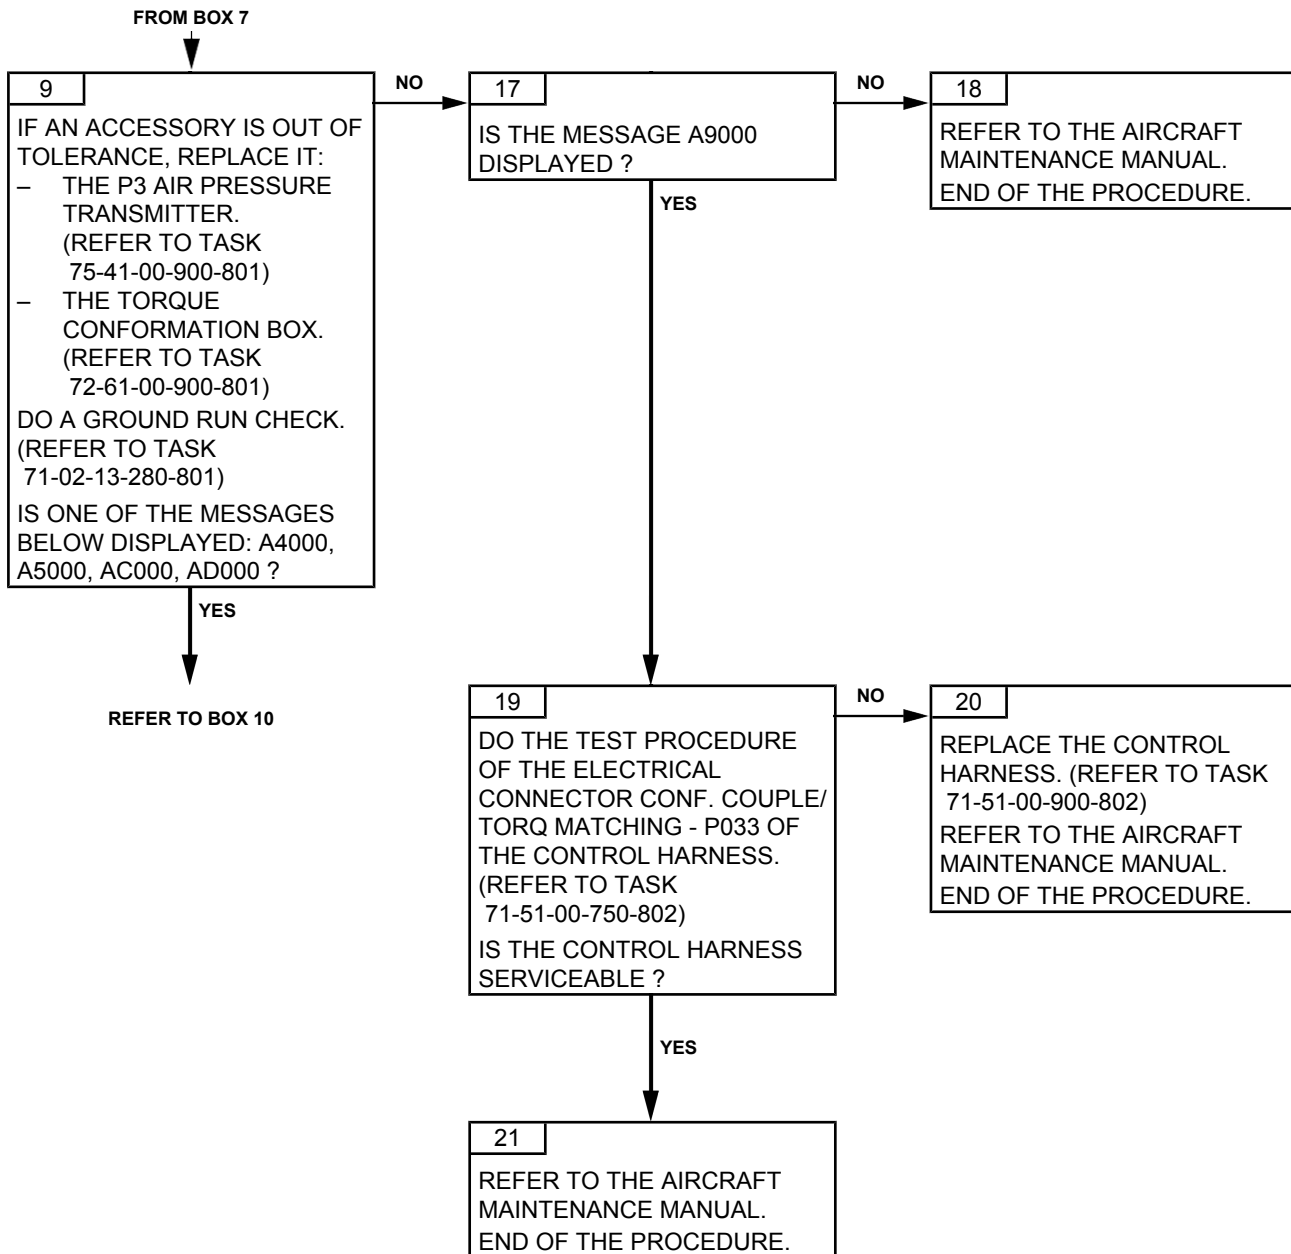 FROM BOX 7
9
IF AN ACCESSORY IS OUT OF
TOLERANCE, REPLACE IT:
– THE P3 AIR PRESSURE
TRANSMITTER.
(REFER TO TASK
75-41-00-900-801)
– THE TORQUE
CONFORMATION BOX.
(REFER TO TASK
72-61-00-900-801)
DO A GROUND RUN CHECK.
(REFER TO TASK
71-02-13-280-801)
IS ONE OF THE MESSAGES
BELOW DISPLAYED: A4000,
A5000, AC000, AD000 ?
NO
YES
REFER TO BOX 10
17
IS THE MESSAGE A9000
DISPLAYED ?
NO
YES
18
REFER TO THE AIRCRAFT
MAINTENANCE MANUAL.
END OF THE PROCEDURE.
19
DO THE TEST PROCEDURE
OF THE ELECTRICAL
CONNECTOR CONF. COUPLE/
TORQ MATCHING - P033 OF
THE CONTROL HARNESS.
(REFER TO TASK
71-51-00-750-802)
IS THE CONTROL HARNESS
SERVICEABLE ?
NO
YES
20
REPLACE THE CONTROL
HARNESS. (REFER TO TASK
71-51-00-900-802)
REFER TO THE AIRCRAFT
MAINTENANCE MANUAL.
END OF THE PROCEDURE.
21
REFER TO THE AIRCRAFT
MAINTENANCE MANUAL.
END OF THE PROCEDURE.